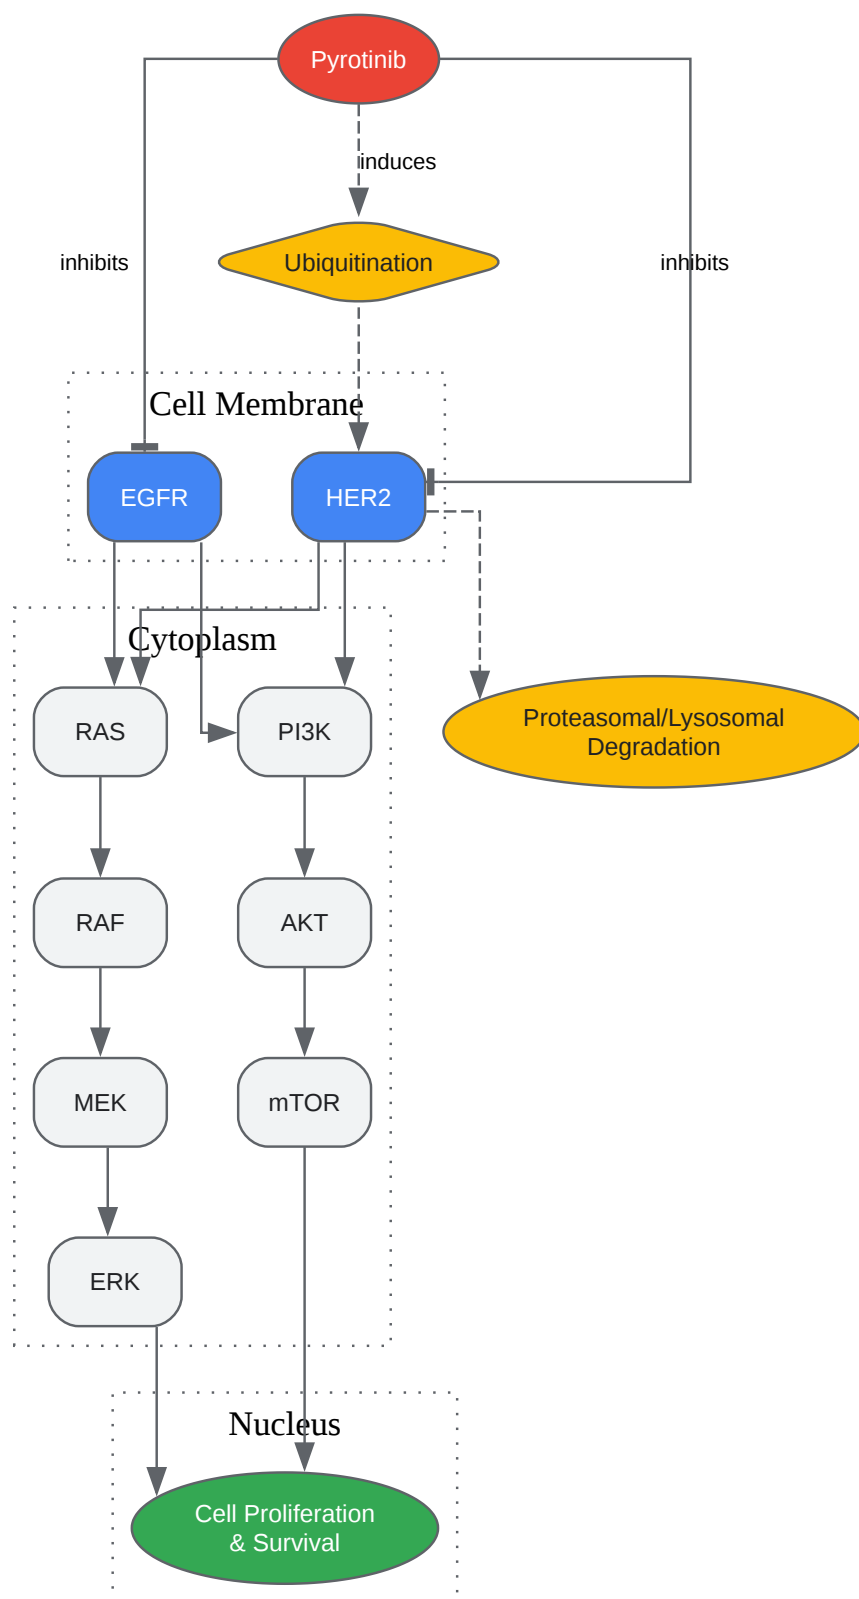 Pyrotinib
induces
inhibits
Ubiquitination
inhibits
Cell Membrane
EGFR
HER2
Cytoplasm
RAS
PI3K
Proteasomal/Lysosomal
Degradation
RAF
AKT
MEK
mTOR
ERK
Nucleus
Cell Proliferation
& Survival